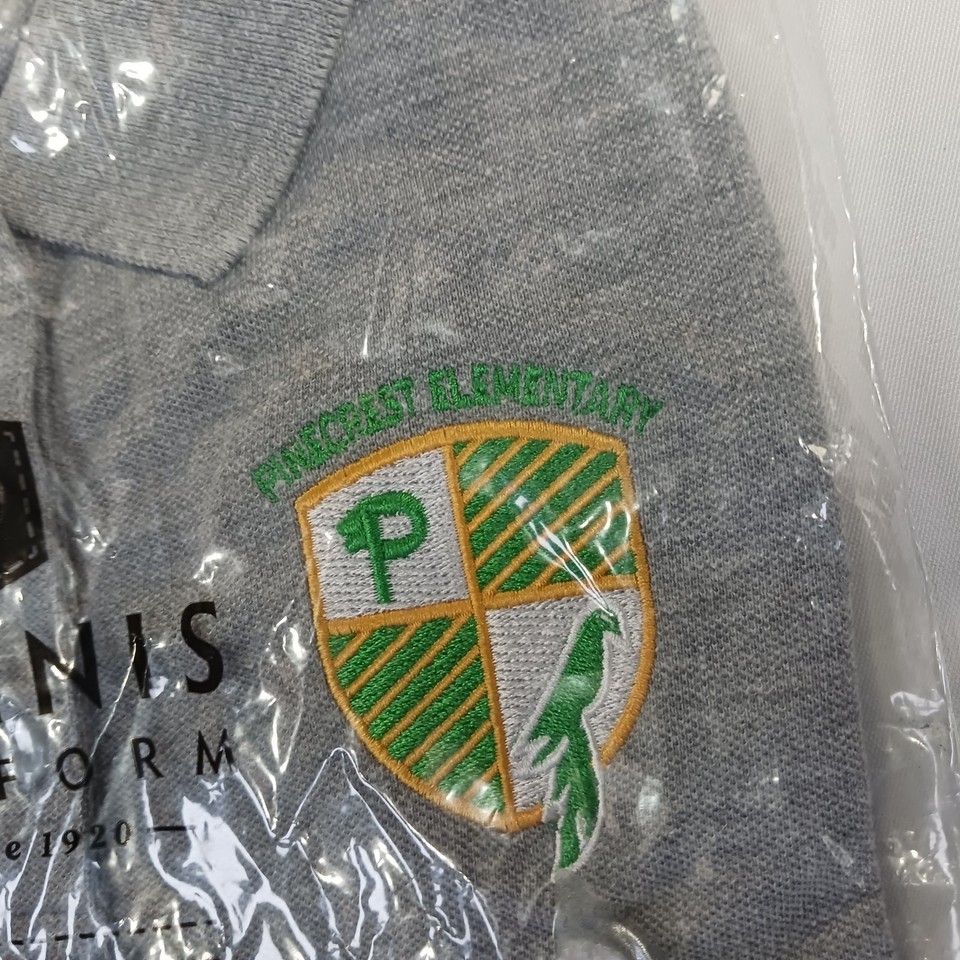 PINECREST ELEMENTARY
P
NIS
FORM
e 1920